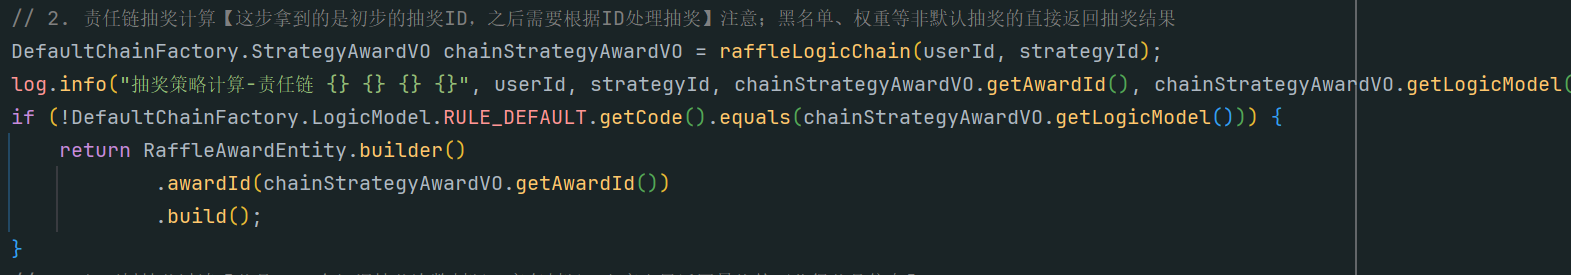 // 2. 责任链抽奖计算【这步拿到的是初步的抽奖ID，之后需要根据ID处理抽奖】注意；黑名单、权重等非默认抽奖的直接返回抽奖结果
DefaultChainFactory.StrategyAwardVO chainStrategyAwardVO = raffleLogicChain(userId, strategyId);
log.info("抽奖策略计算-责任链 {} {} {} {}", userId, strategyId, chainStrategyAwardVO.getAwardId(), chainStrategyAwardVO.getLogicModel(
if (!DefaultChainFactory.LogicModel.RULE_DEFAULT.getCode().equals(chainStrategyAwardVO.getLogicModel())) {
return RaffleAwardEntity.builder()
.awardId(chainStrategyAwardVO.getAwardId())
.build();
}